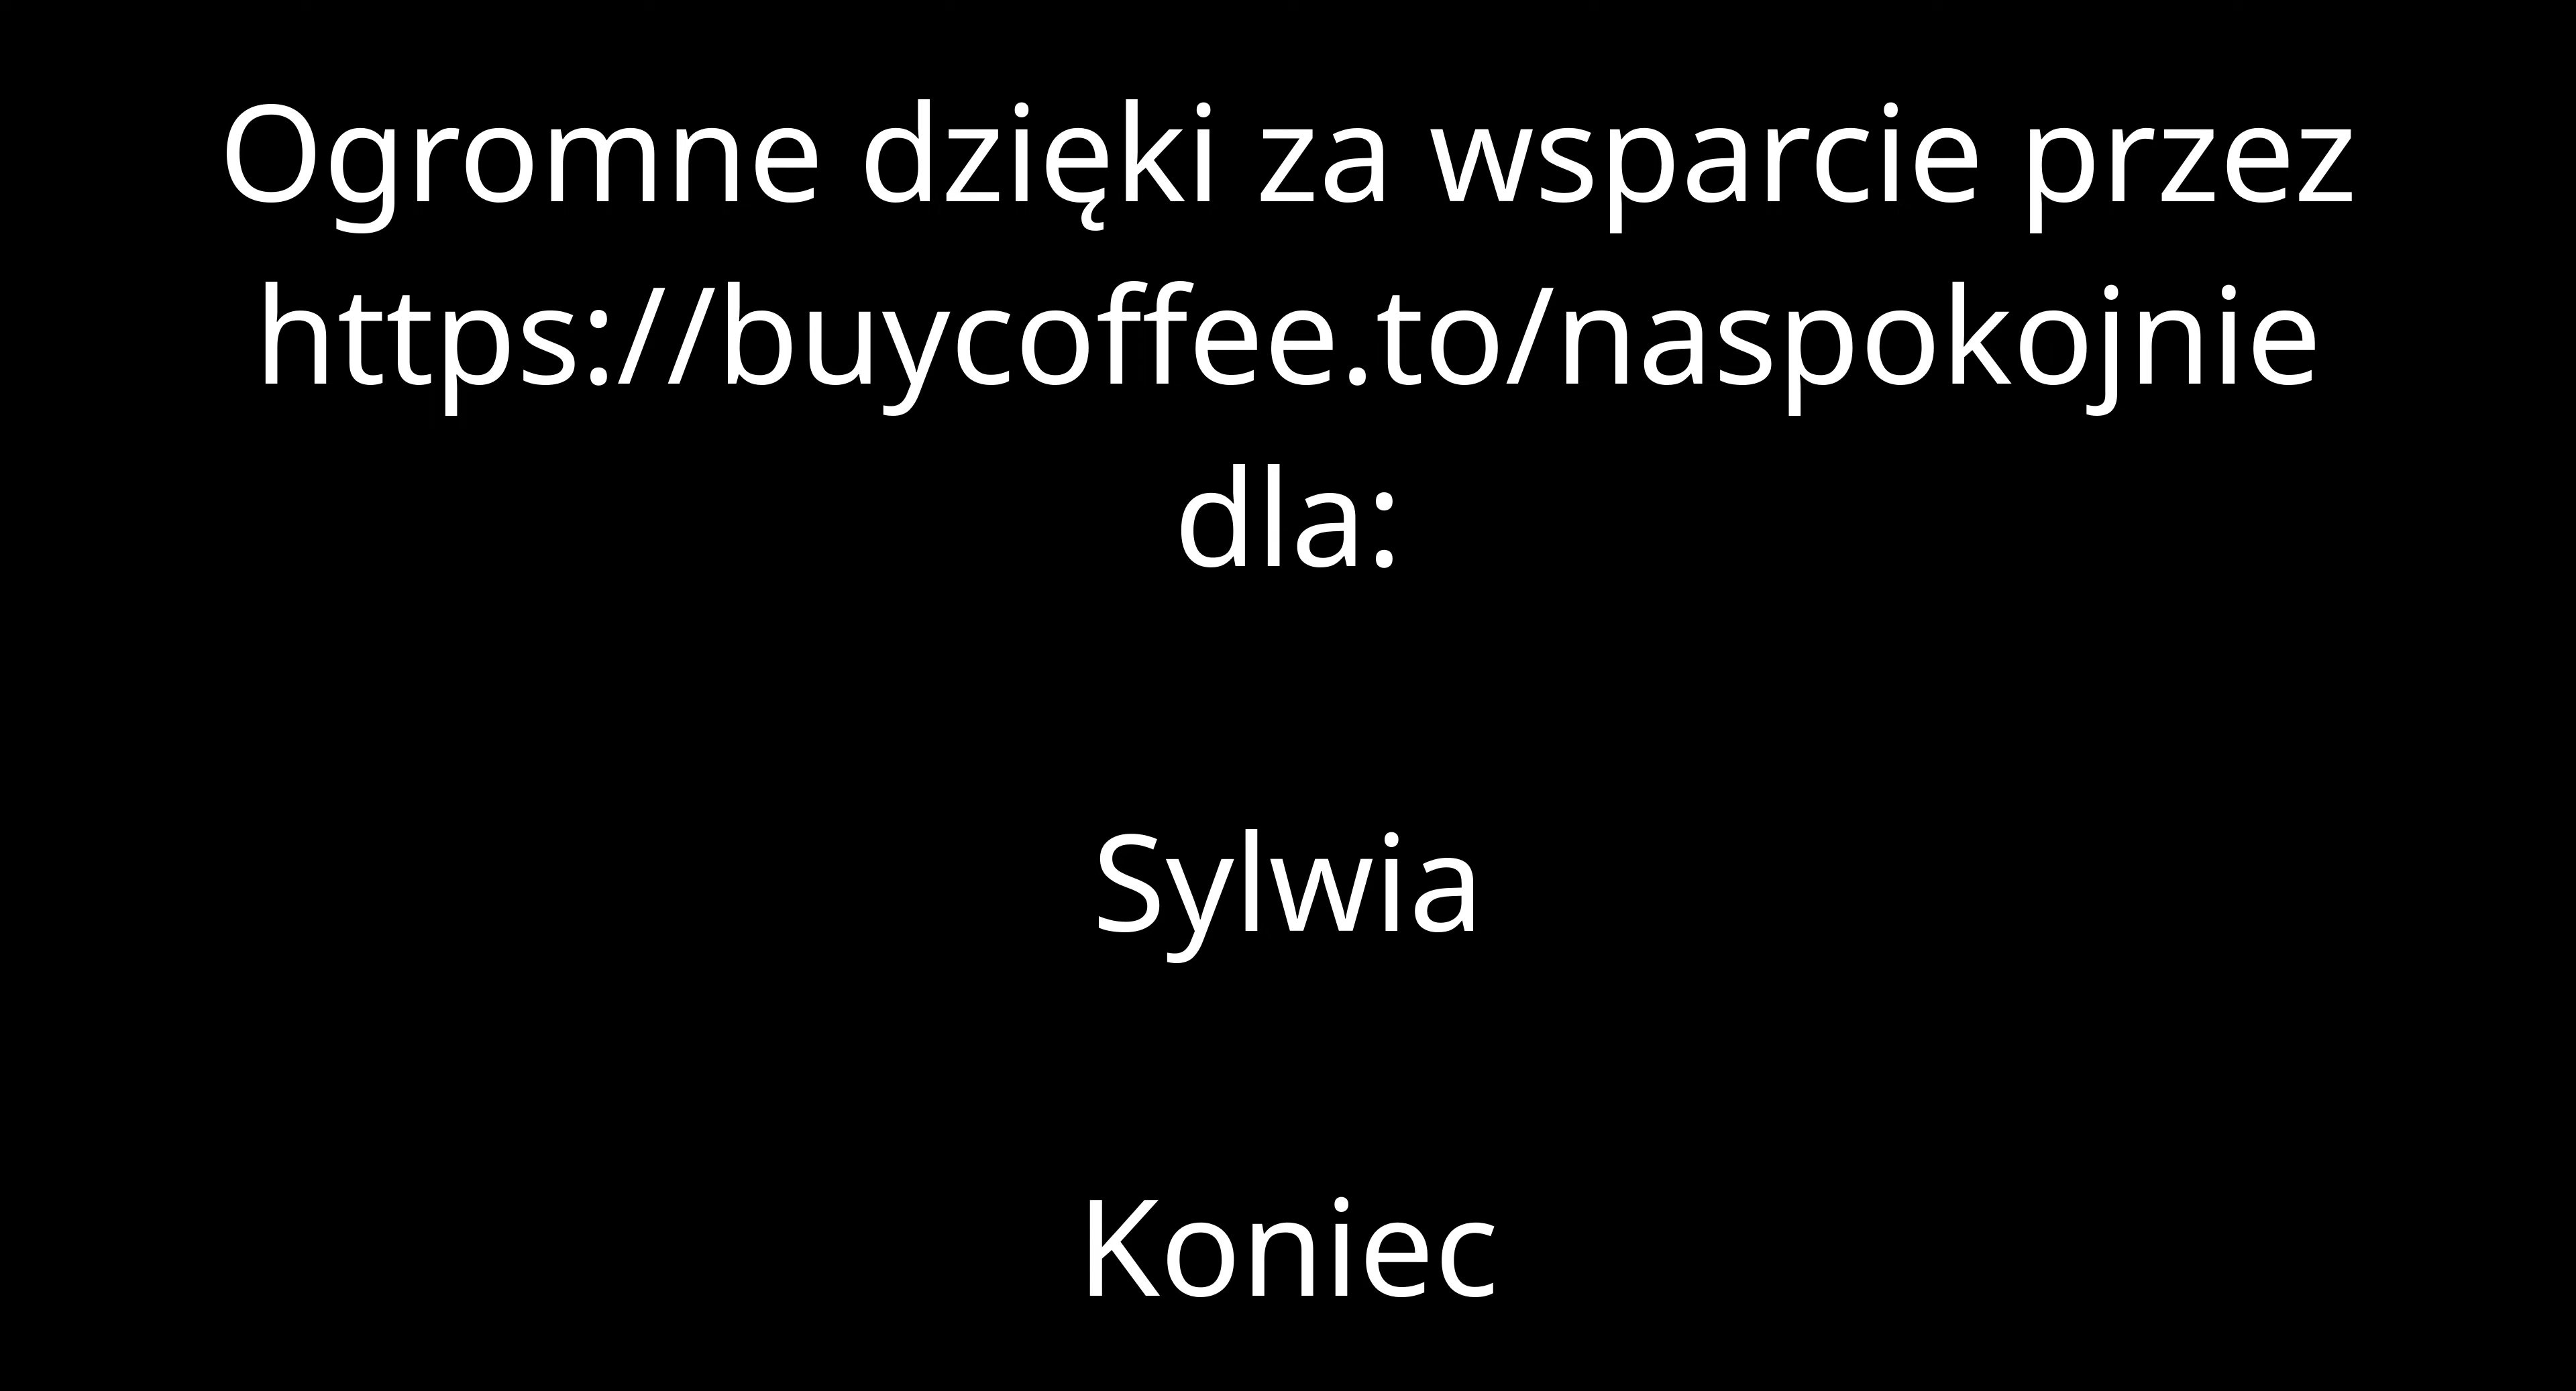 Ogromne dzięki za wsparcie przez
https://buycoffee.to/naspokojnie
dla:
Sylwia
Koniec